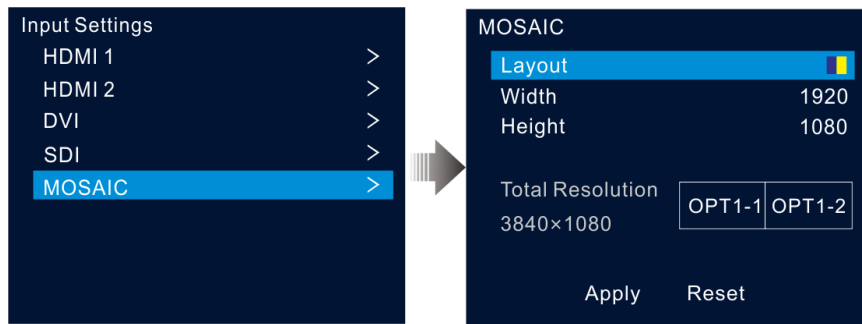 Input Settings
HDMI 1 >
HDMI 2 >
DVI >
SDI >
MOSAIC >
MOSAIC
Layout
Width 1920
Height 1080
Total Resolution
3840×1080
OPT1-1 OPT1-2
Apply Reset